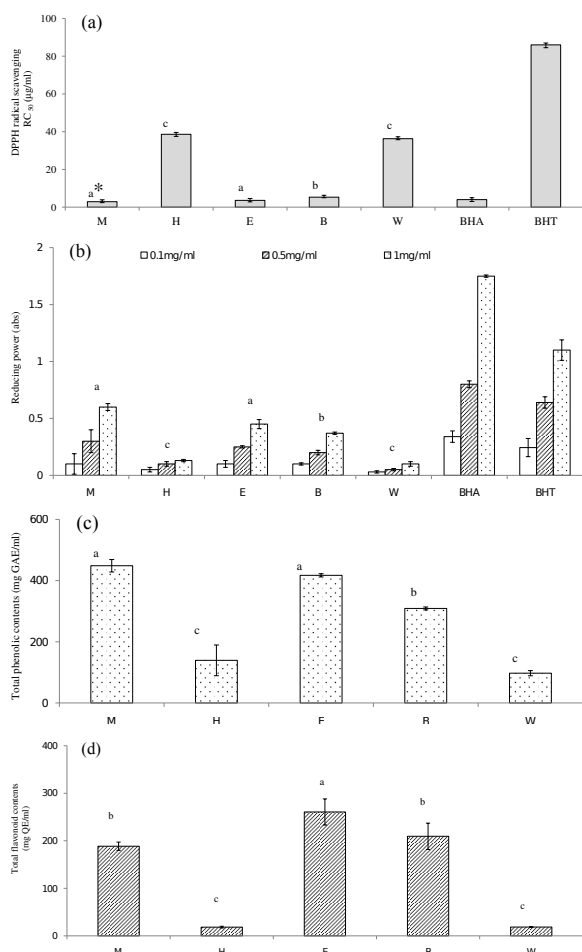 (a)
DPPH radical scavenging
RC 50 (µg/ml)
100
80
60
40
20
0
a
*
c
a
b
c
M H E B W BHA BHT
(b)
0.1mg/ml 0.5mg/ml 1mg/ml
Reducing power (abs)
2
1.5
1
0.5
0
a
c
a
b
c
M H E B W BHA BHT
(c)
Total phenolic contents (mg GAE/ml)
600
400
200
0
a
c
a
b
c
M H E B W
(d)
Total flavonoid contents
(mg QE/ml)
400
300
200
100
0
b
c
a
b
c
M H E B W